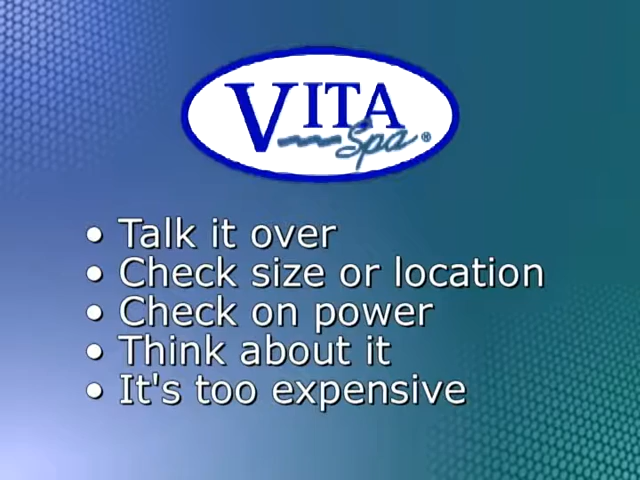 VITA
Spa®
• Talk it over
• Check size or location
• Check on power
• Think about it
• It's too expensive